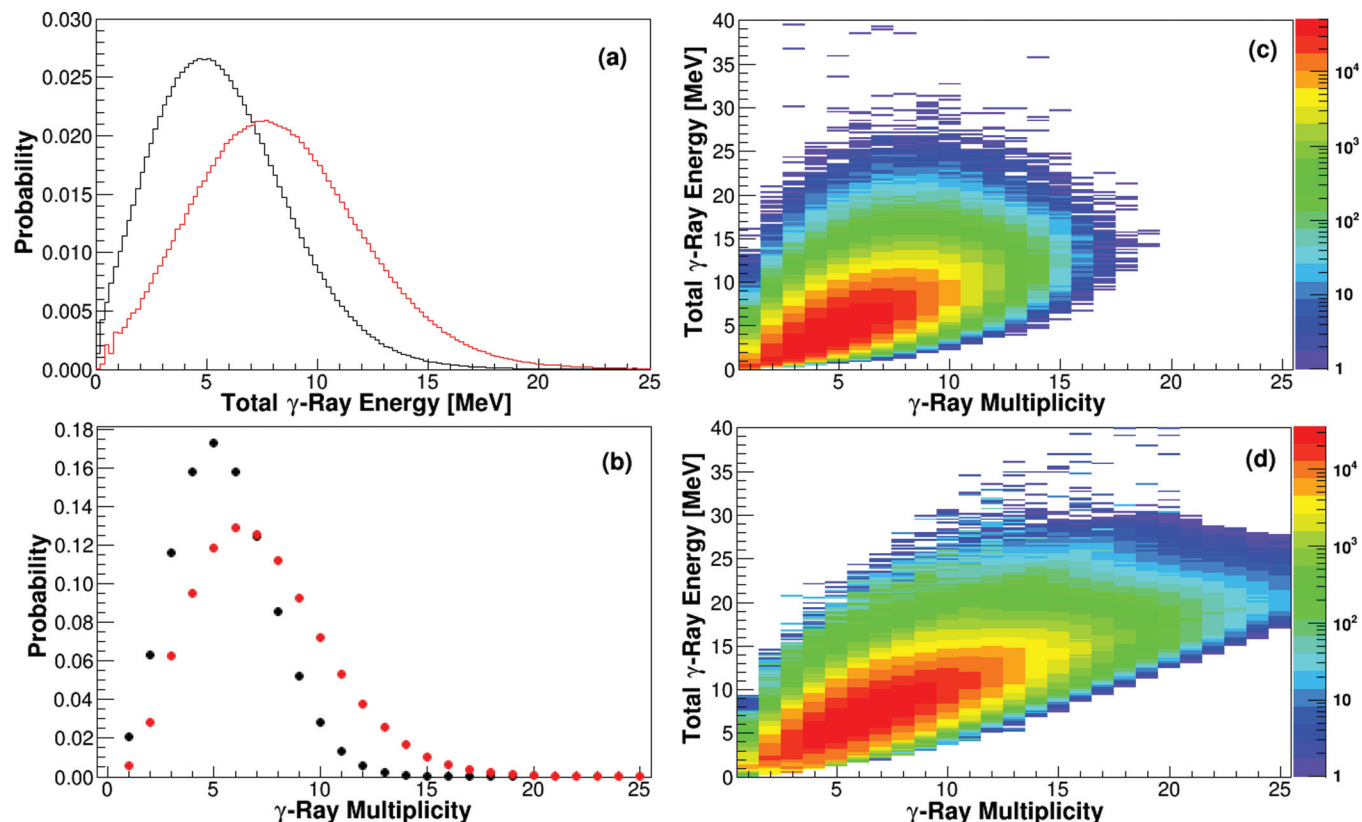 (a)
Probability
0.030
0.025
0.020
0.015
0.010
0.005
0.000
0 5 10 15 20 25
Total γ-Ray Energy [MeV]
(c)
Total γ-Ray Energy [MeV]
40
35
30
25
20
15
10
5
0
5 10 15 20 25
γ-Ray Multiplicity
10⁴
10³
10²
10
1
(b)
Probability
0.18
0.16
0.14
0.12
0.10
0.08
0.06
0.04
0.02
0.00
0 5 10 15 20 25
γ-Ray Multiplicity
(d)
Total γ-Ray Energy [MeV]
40
35
30
25
20
15
10
5
0
5 10 15 20 25
γ-Ray Multiplicity
10⁴
10³
10²
10
1